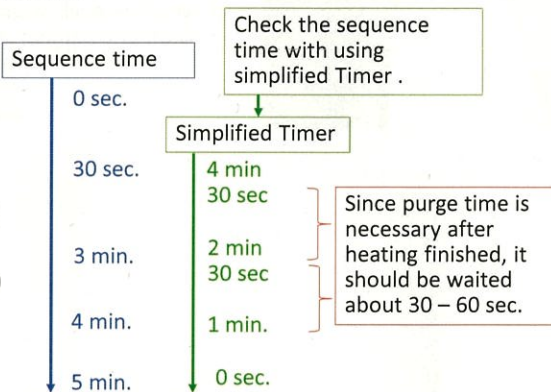 Check the sequence
time with using
simplified Timer .
Sequence time
0 sec.
Simplified Timer
30 sec.
4 min
30 sec
3 min.
2 min
30 sec
Since purge time is
necessary after
heating finished, it
should be waited
about 30 – 60 sec.
4 min.
1 min.
5 min.
0 sec.